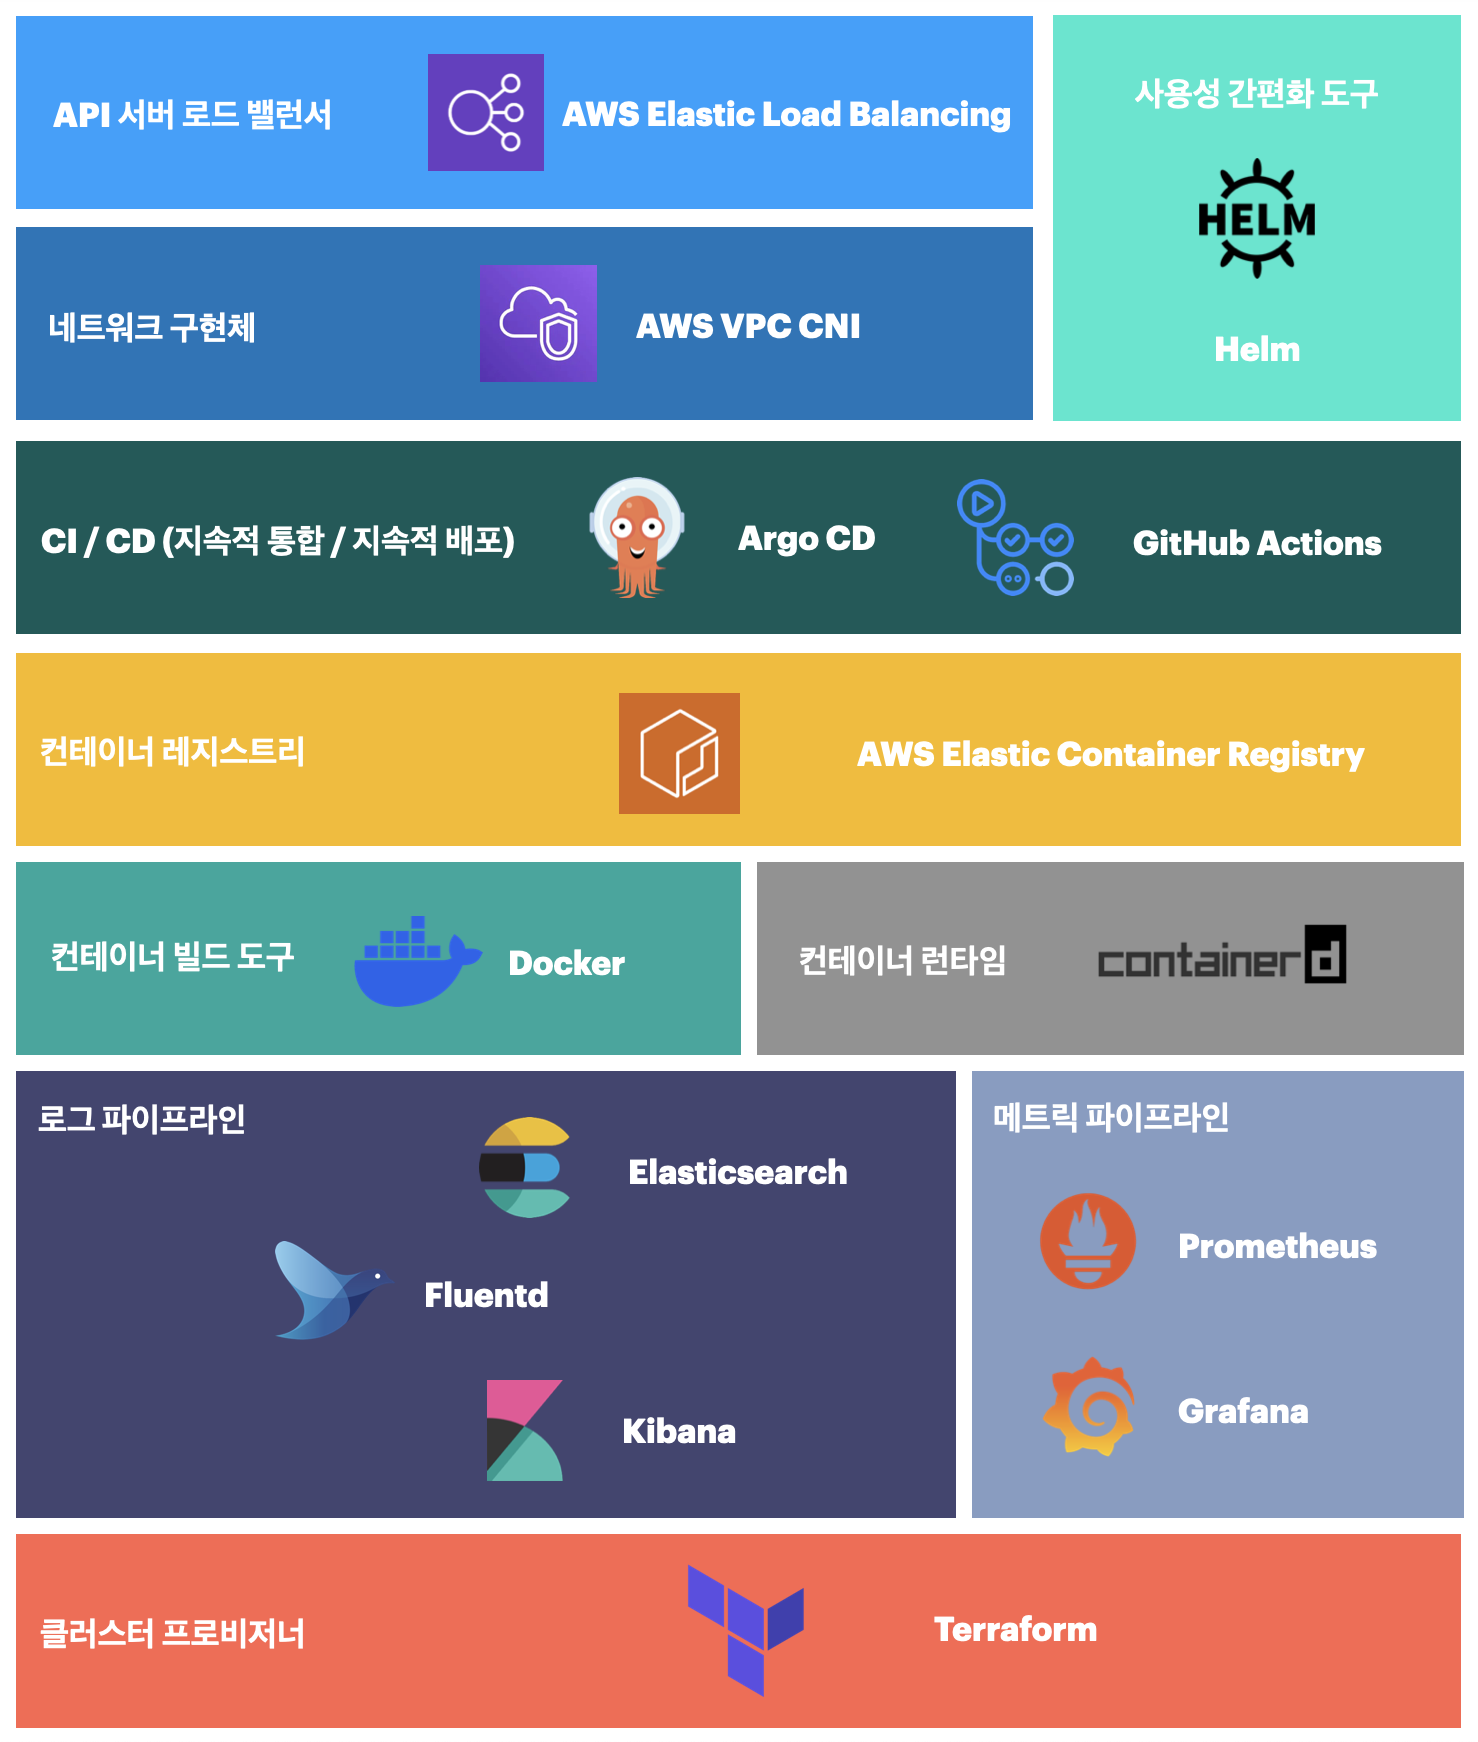 API 서버 로드 밸런서
AWS Elastic Load Balancing
사용성 간편화 도구
HELM
Helm
네트워크 구현체
AWS VPC CNI
CI / CD (지속적 통합 / 지속적 배포)
Argo CD
GitHub Actions
컨테이너 레지스트리
AWS Elastic Container Registry
컨테이너 빌드 도구
Docker
컨테이너 런타임
containerd
로그 파이프라인
Elasticsearch
Fluentd
Kibana
메트릭 파이프라인
Prometheus
Grafana
클러스터 프로비저너
Terraform